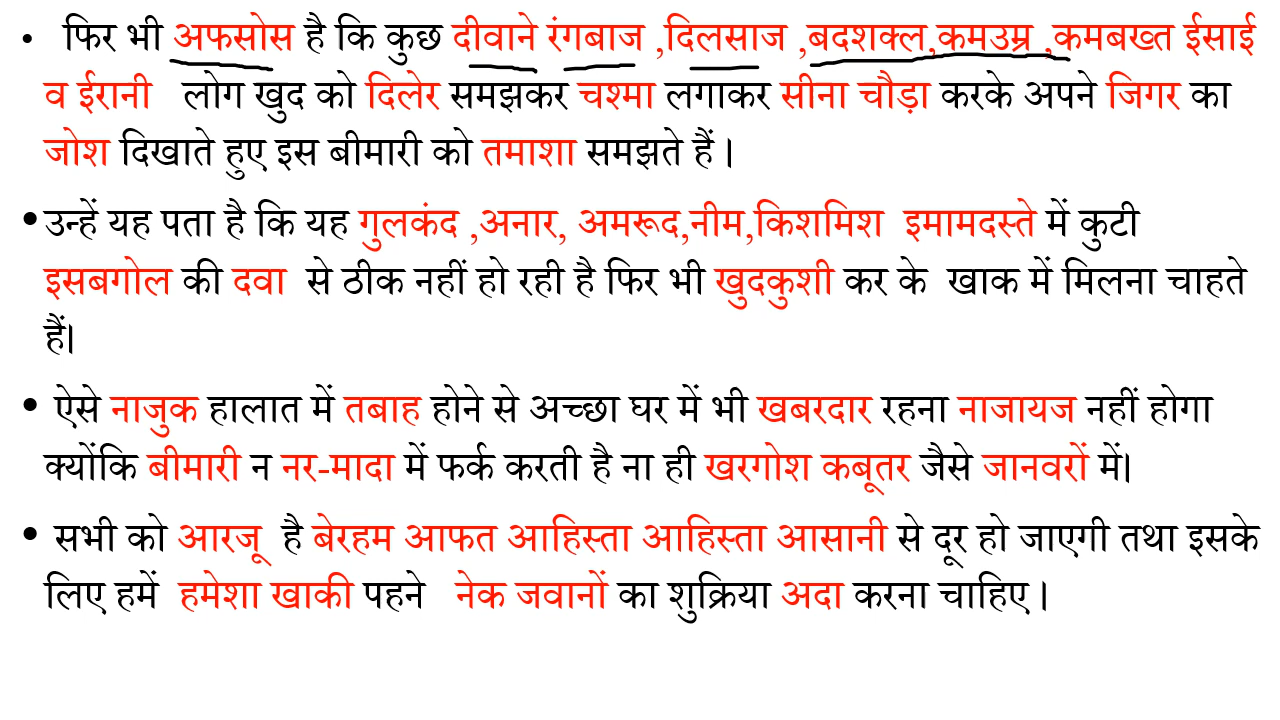 • फिर भी अफसोस है कि कुछ दीवाने रंगबाज ,दिलसाज ,बदशक्ल,कमउम्र ,कमबख्त ईसाई
व ईरानी लोग खुद को दिलेर समझकर चश्मा लगाकर सीना चौड़ा करके अपने जिगर का
जोश दिखाते हुए इस बीमारी को तमाशा समझते हैं।
• उन्हें यह पता है कि यह गुलकंद ,अनार, अमरूद,नीम,किशमिश इमामदस्ते में कुटी
इसबगोल की दवा से ठीक नहीं हो रही है फिर भी खुदकुशी कर के खाक में मिलना चाहते
हैं।
• ऐसे नाजुक हालात में तबाह होने से अच्छा घर में भी खबरदार रहना नाजायज नहीं होगा
क्योंकि बीमारी न नर-मादा में फर्क करती है ना ही खरगोश कबूतर जैसे जानवरों में।
• सभी को आरजू है बेरहम आफत आहिस्ता आहिस्ता आसानी से दूर हो जाएगी तथा इसके
लिए हमें हमेशा खाकी पहने नेक जवानों का शुक्रिया अदा करना चाहिए।